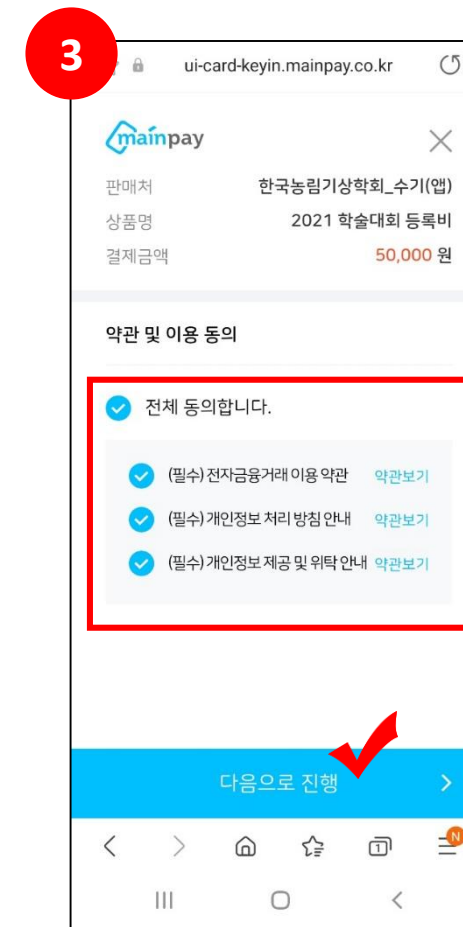 3
ui-card-keyin.mainpay.co.kr
mainpay
판매처 한국농림기상학회_수기(앱)
상품명 2021 학술대회 등록비
결제금액 50,000 원
약관 및 이용 동의
전체 동의합니다.
(필수) 전자금융거래 이용 약관 약관보기
(필수) 개인정보 처리 방침 안내 약관보기
(필수) 개인정보 제공 및 위탁 안내 약관보기
다음으로 진행
1
N